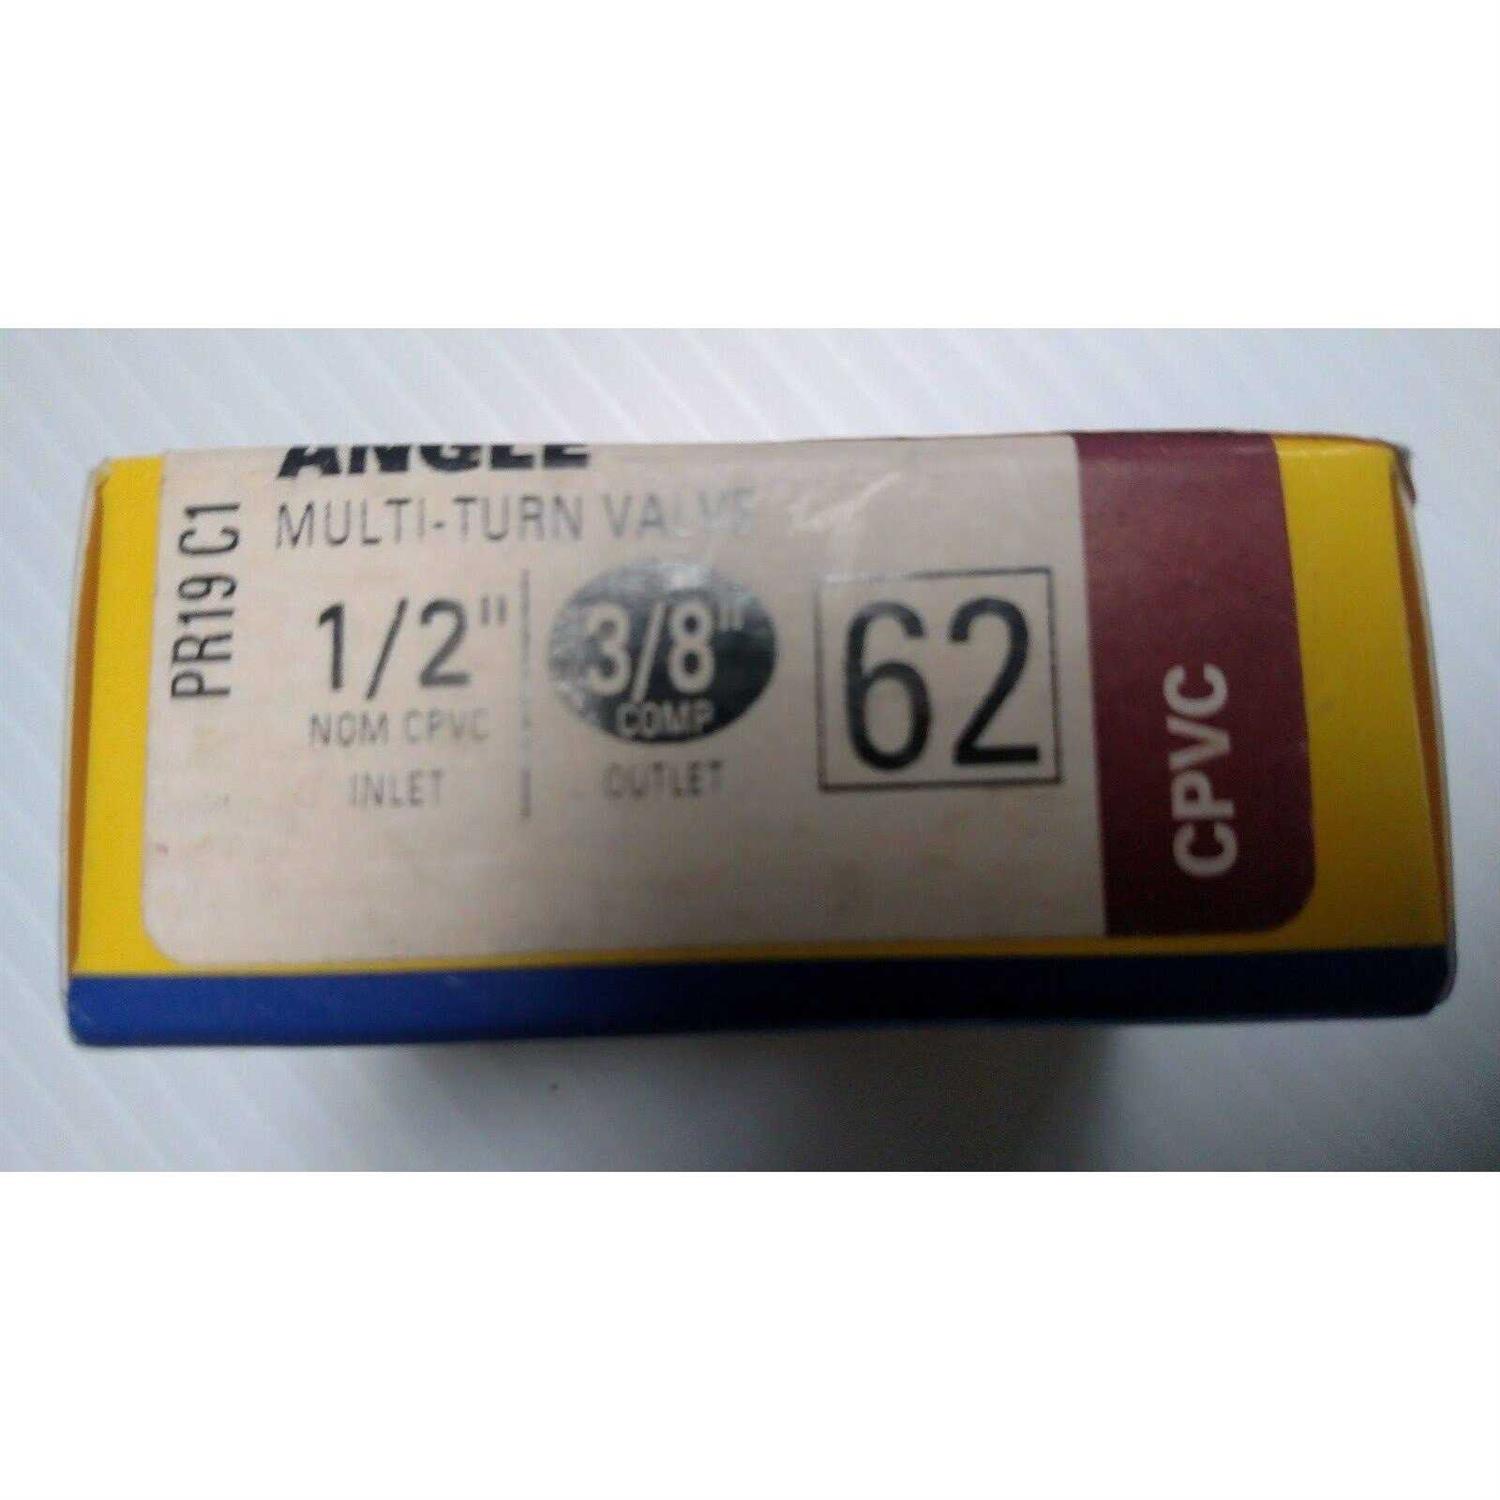 ANGLE
MULTI-TURN VALVE
PR19 C1
1/2"
NOM CPVC
INLET
3/8"
COMP
OUTLET
62
CPVC